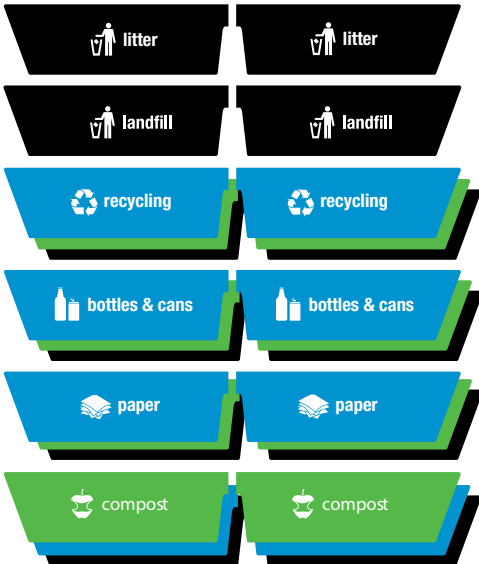 litter
litter
landfill
landfill
recycling
recycling
bottles & cans
bottles & cans
paper
paper
compost
compost